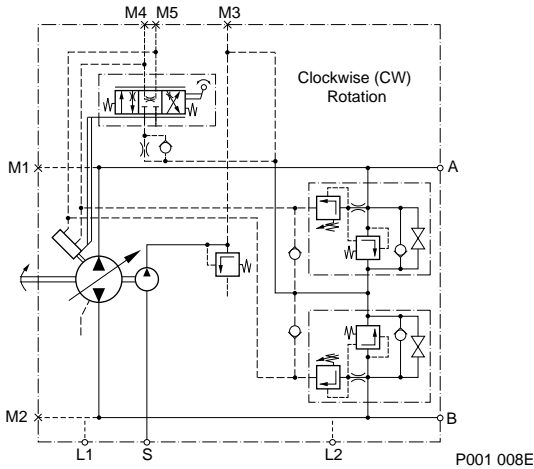 M4 M5 M3
Clockwise (CW)
Rotation
M1
A
M2
B
L1 S L2
P001 008E